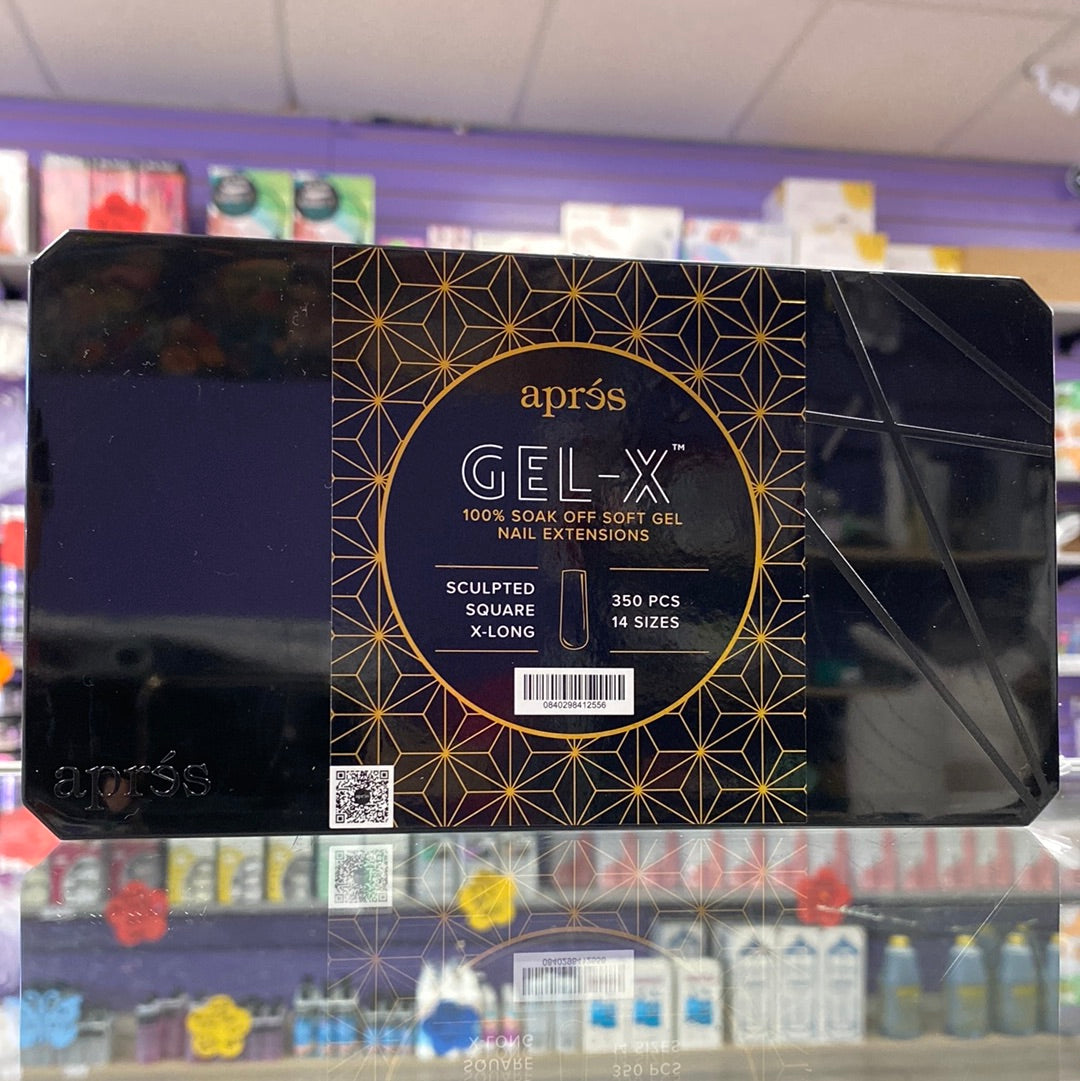 aprés
GEL-X™
100% SOAK OFF SOFT GEL
NAIL EXTENSIONS
SCULPTED
SQUARE
X-LONG
350 PCS
14 SIZES
0840298412556
aprés